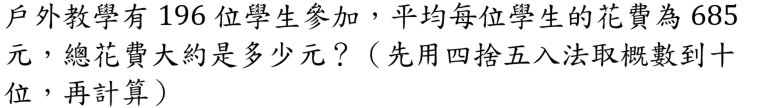 戶外教學有 196 位學生參加，平均每位學生的花費為 685
元，總花費大約是多少元？（先用四捨五入法取概數到十
位，再計算）